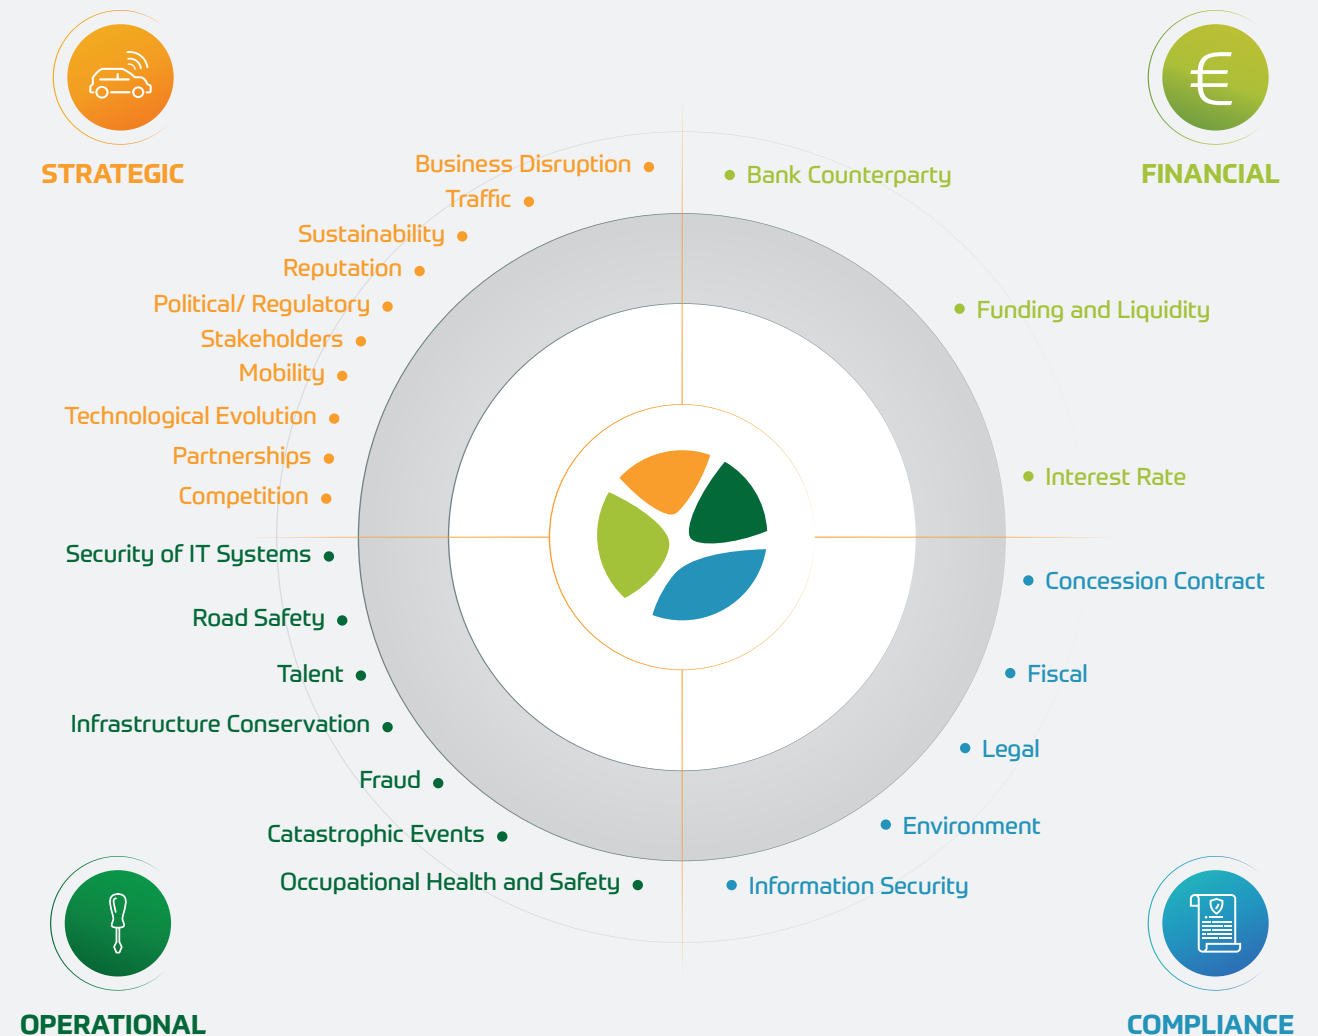 STRATEGIC
Business Disruption
Traffic
Sustainability
Reputation
Political/ Regulatory
Stakeholders
Mobility
Technological Evolution
Partnerships
Competition
FINANCIAL
Bank Counterparty
Funding and Liquidity
Interest Rate
Security of IT Systems
Road Safety
Talent
Infrastructure Conservation
Fraud
Catastrophic Events
Occupational Health and Safety
OPERATIONAL
Concession Contract
Fiscal
Legal
Environment
Information Security
COMPLIANCE